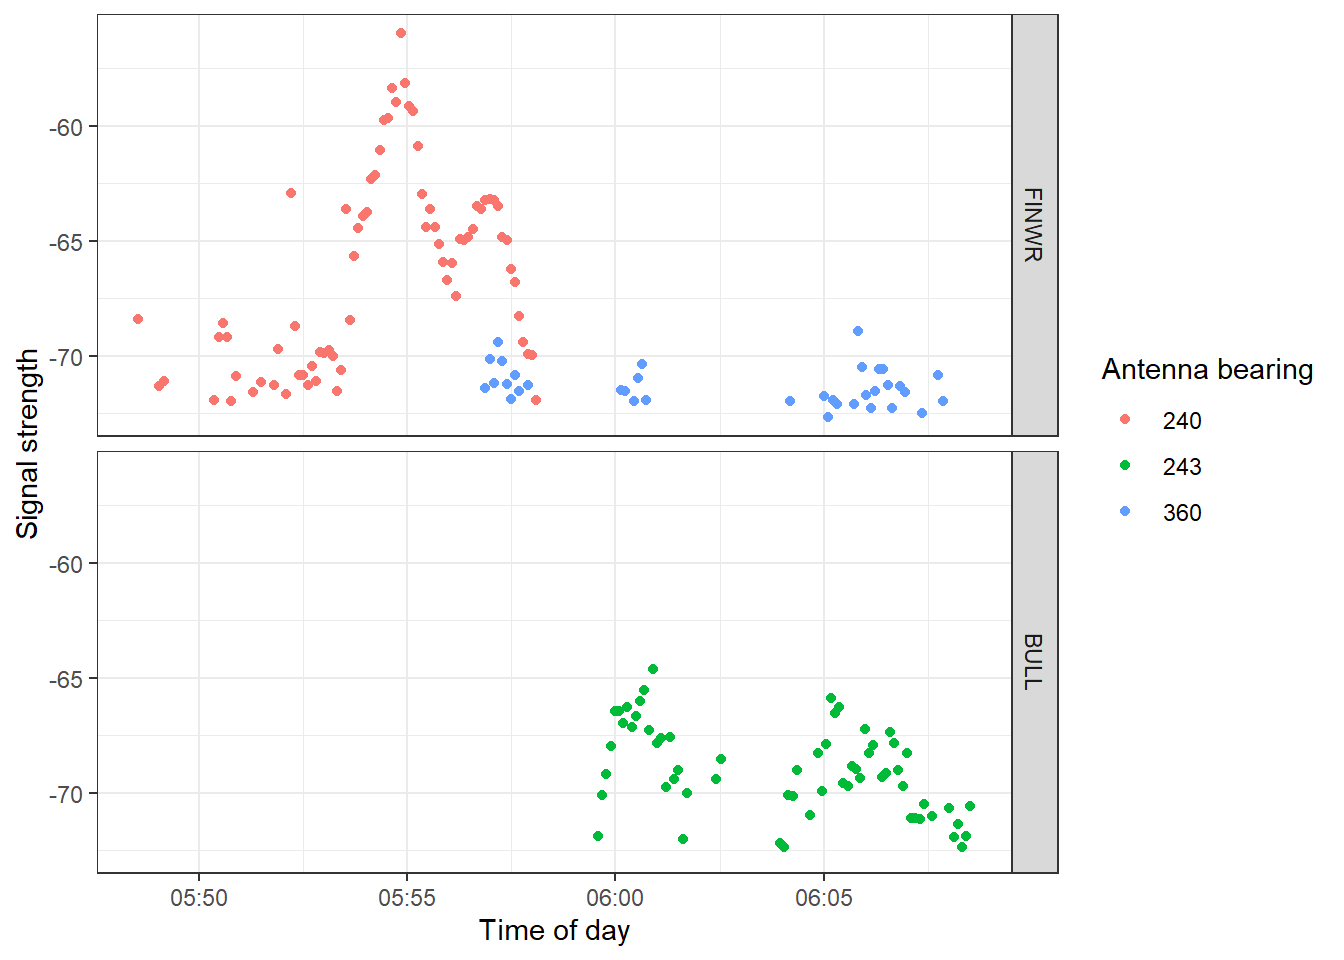 -60
-65
-70
FINWR
-60
-65
-70
BULL
Signal strength
05:50
05:55
06:00
06:05
Time of day
Antenna bearing
240
243
360